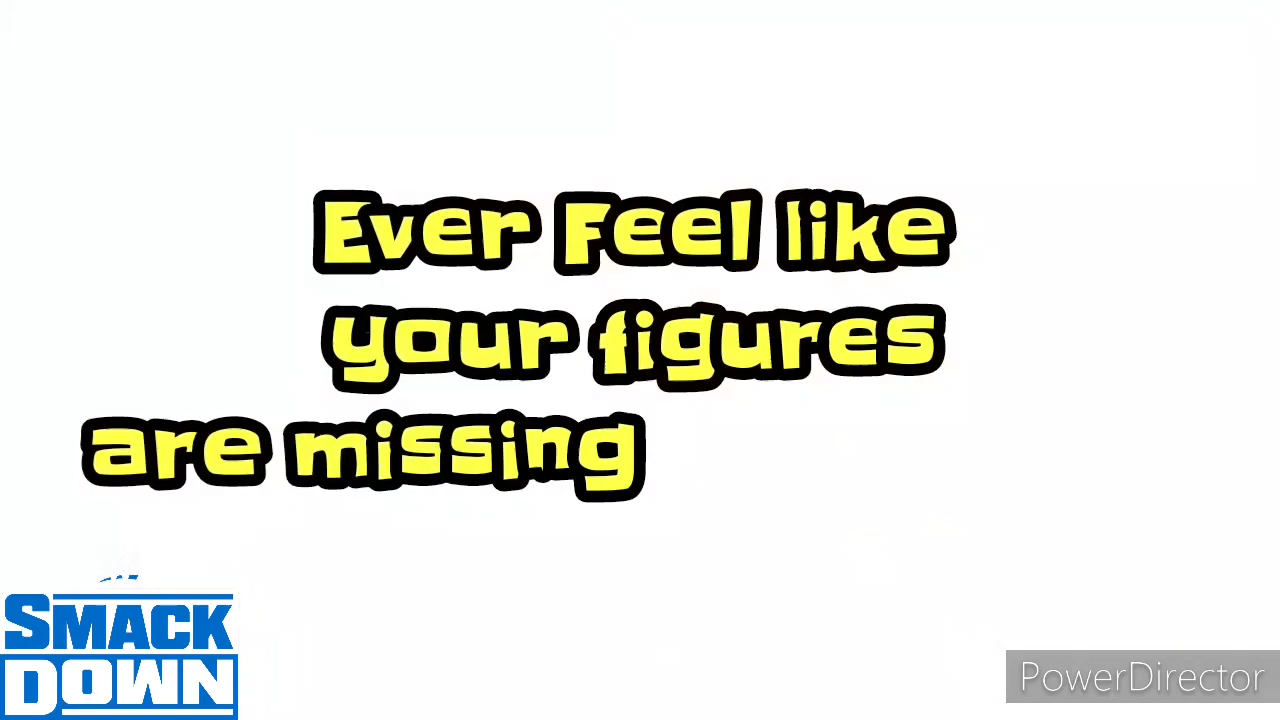 Ever Feel like
your figures
are missing
SMACK
DOWN
PowerDirector